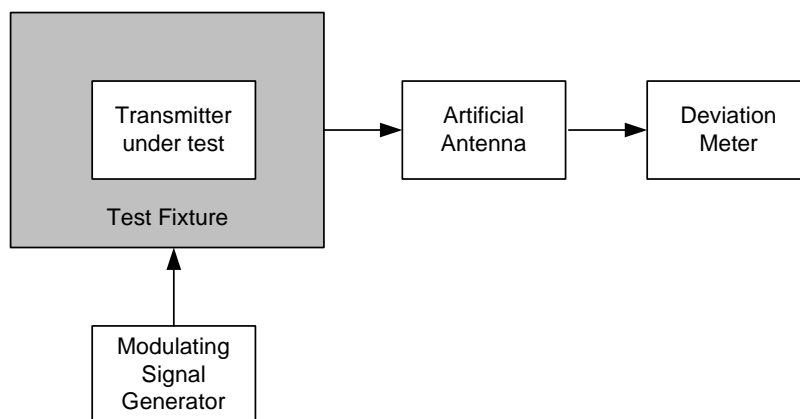 Transmitter
under test
Test Fixture
Artificial
Antenna
Deviation
Meter
Modulating
Signal
Generator